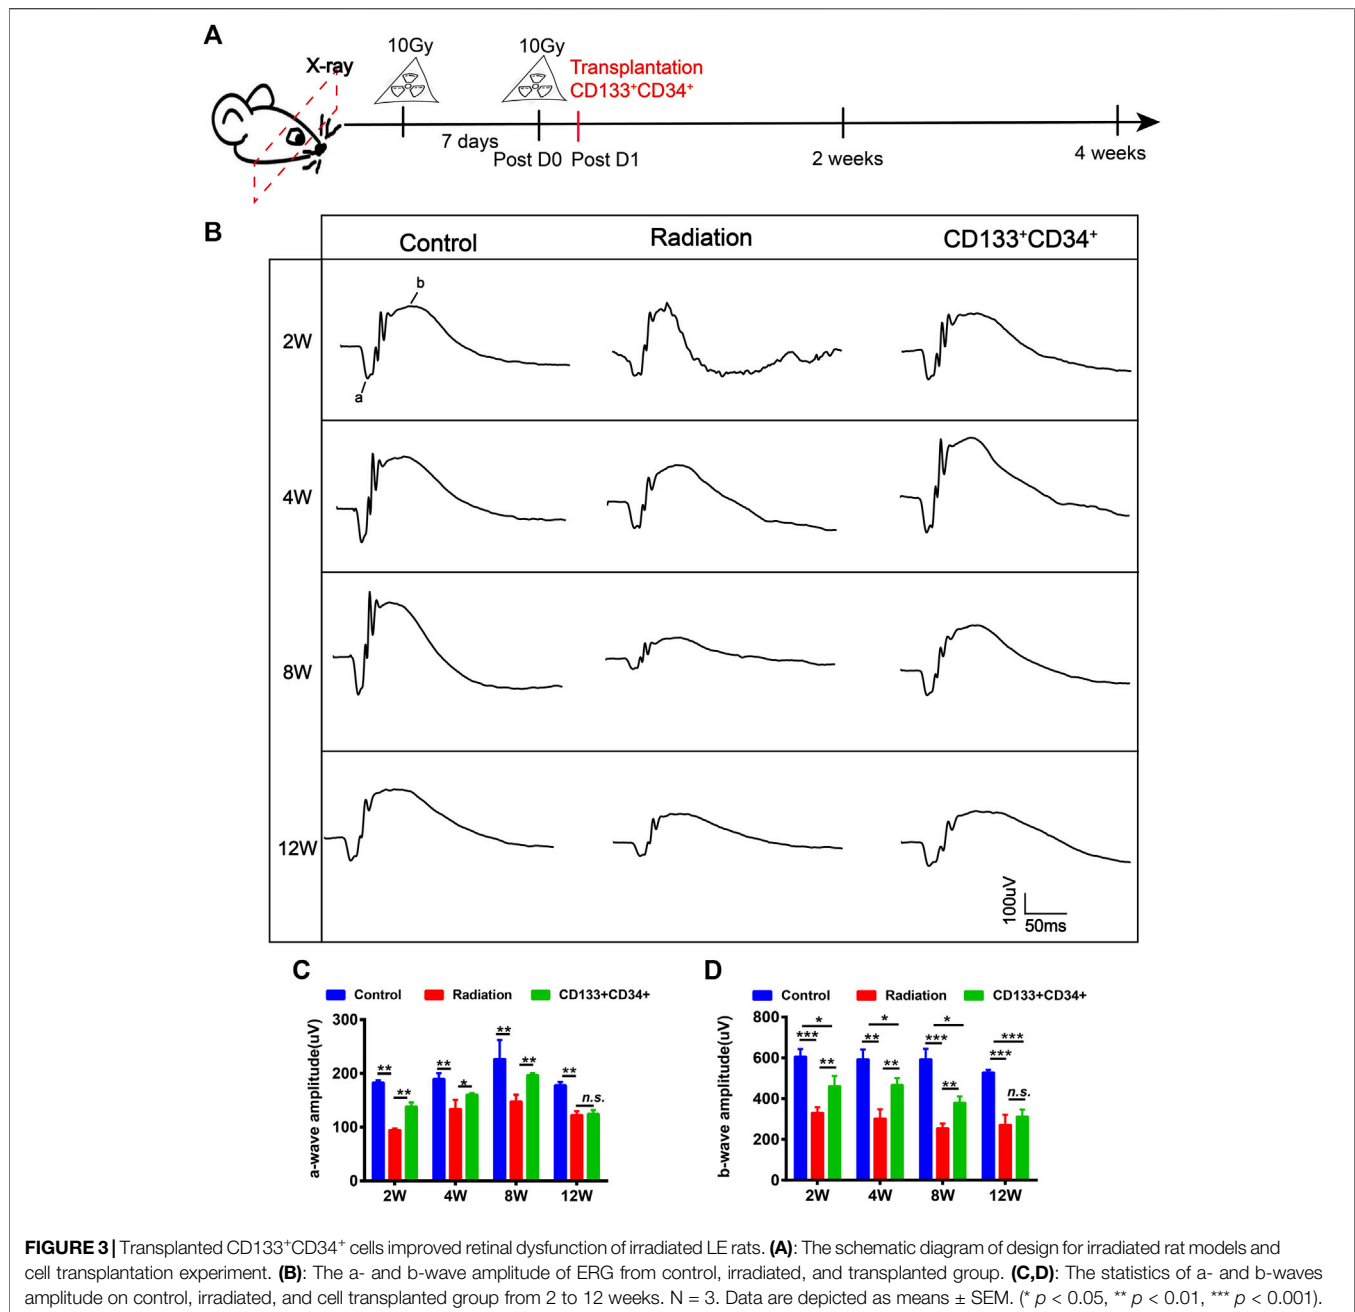 A
X-ray
10Gy
10Gy
Transplantation
CD133⁺CD34⁺
7 days
Post D0
Post D1
2 weeks
4 weeks
B
Control
Radiation
CD133⁺CD34⁺
2W
b
a
4W
8W
12W
100uV
50ms
C
Control
Radiation
CD133+CD34+
a-wave amplitude(uV)
300
200
100
0
** ** ** * ** ** ** n.s.
2W 4W 8W 12W
D
Control
Radiation
CD133+CD34+
b-wave amplitude(uV)
800
600
400
200
0
* *** ** * ** ** * *** ** *** *** n.s.
2W 4W 8W 12W
FIGURE 3 | Transplanted CD133⁺CD34⁺ cells improved retinal dysfunction of irradiated LE rats. (A): The schematic diagram of design for irradiated rat models and
cell transplantation experiment. (B): The a- and b-wave amplitude of ERG from control, irradiated, and transplanted group. (C,D): The statistics of a- and b-waves
amplitude on control, irradiated, and cell transplanted group from 2 to 12 weeks. N = 3. Data are depicted as means ± SEM. (* p < 0.05, ** p < 0.01, *** p < 0.001).